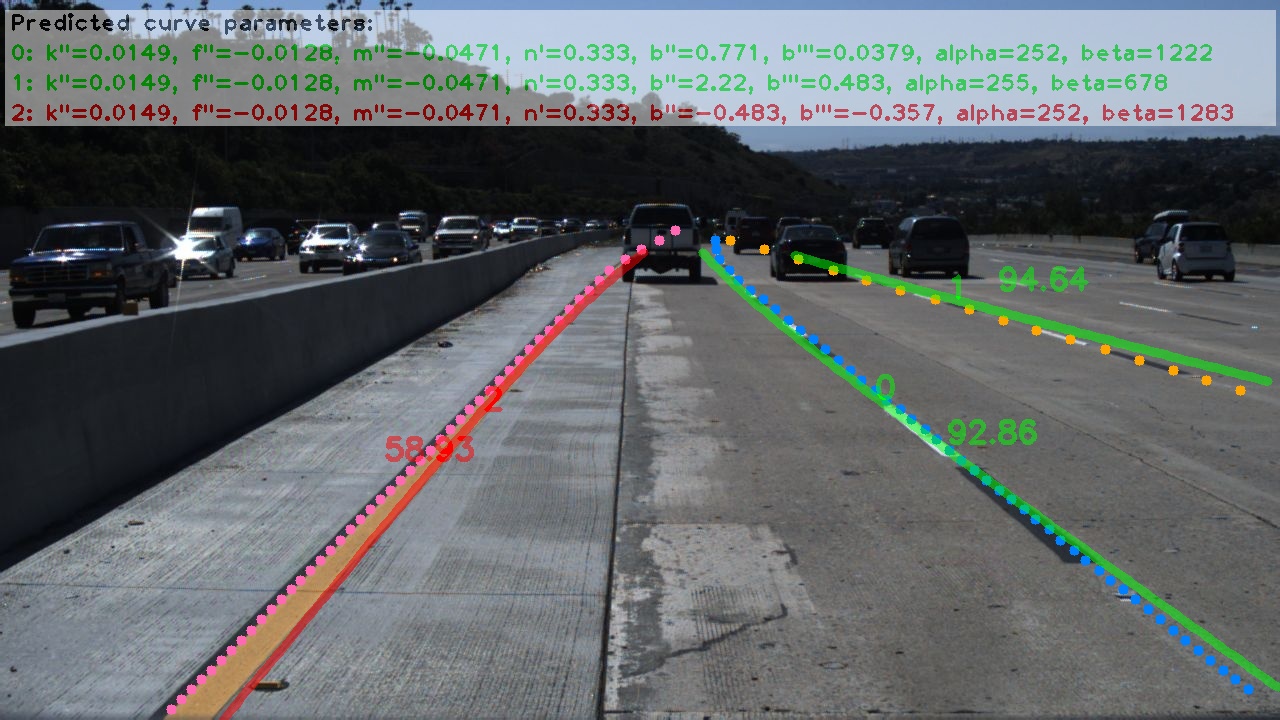 Predicted curve parameters:
0: k''=0.0149, f''=-0.0128, m''=-0.0471, n'=0.333, b''=0.771, b'''=0.0379, alpha=252, beta=1222
1: k''=0.0149, f''=-0.0128, m''=-0.0471, n'=0.333, b''=2.22, b'''=0.483, alpha=255, beta=678
2: k''=0.0149, f''=-0.0128, m''=-0.0471, n'=0.333, b''=-0.483, b'''=-0.357, alpha=252, beta=1283
1 94.64
0
92.86
2
58.93